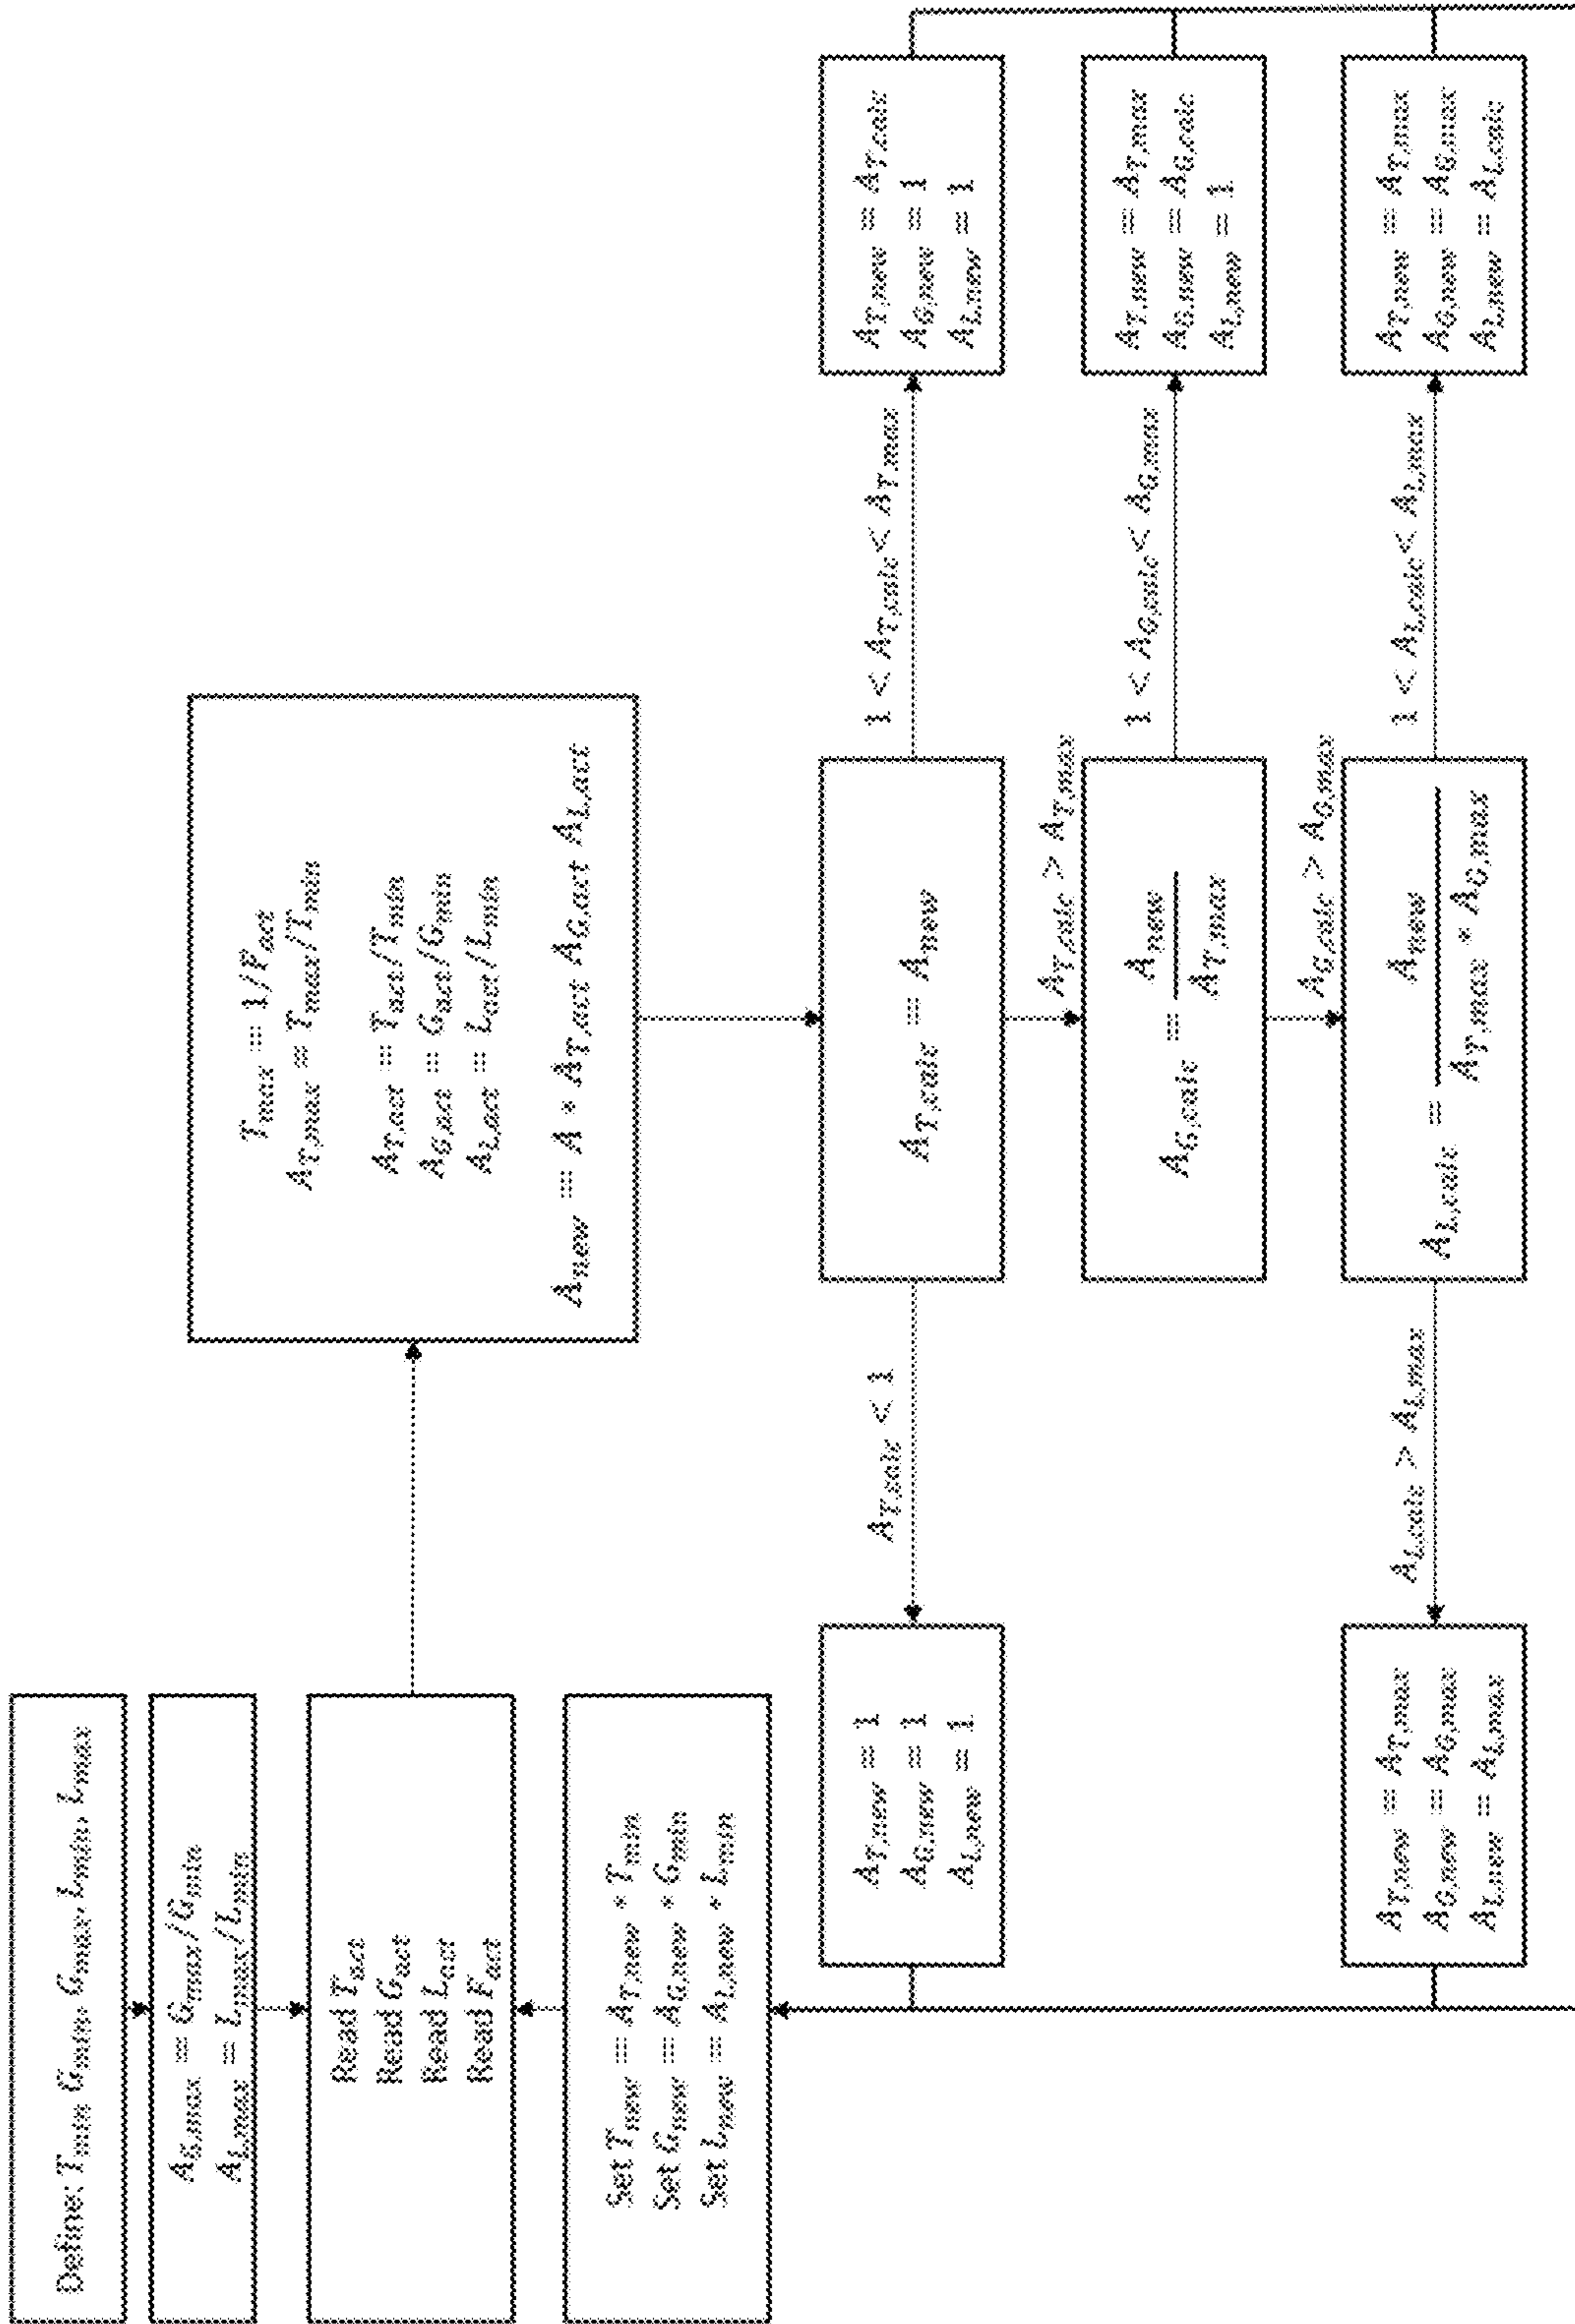 Define: T_min G_min, G_max, L_min, L_max
A_G,max = G_max/G_min
A_L,max = L_max/L_min
Read T_act
Read G_act
Read L_act
Read F_act
Set T_new = A_T,new * T_min
Set G_new = A_G,new * G_min
Set L_new = A_L,new * L_min
T_max = 1/F_act
A_T,max = T_max/T_min
A_T,act = T_act/T_min
A_G,act = G_act/G_min
A_L,act = L_act/L_min
A_new = A * A_T,act A_G,act A_L,act
A_T,new = 1
A_G,new = 1
A_L,new = 1
A_T,calc < 1
A_T,calc = A_new
1 < A_T,calc < A_T,max
A_T,new = A_T,calc
A_G,new = 1
A_L,new = 1
A_T,calc > A_T,max
A_G,calc = A_new / A_T,max
1 < A_G,calc < A_G,max
A_T,new = A_T,max
A_G,new = A_G,calc
A_L,new = 1
A_G,calc > A_G,max
A_T,new = A_T,max
A_G,new = A_G,max
A_L,new = A_L,max
A_L,calc > A_L,max
A_L,calc = A_new / A_T,max * A_G,max
1 < A_L,calc < A_L,max
A_T,new = A_T,max
A_G,new = A_G,max
A_L,new = A_L,calc